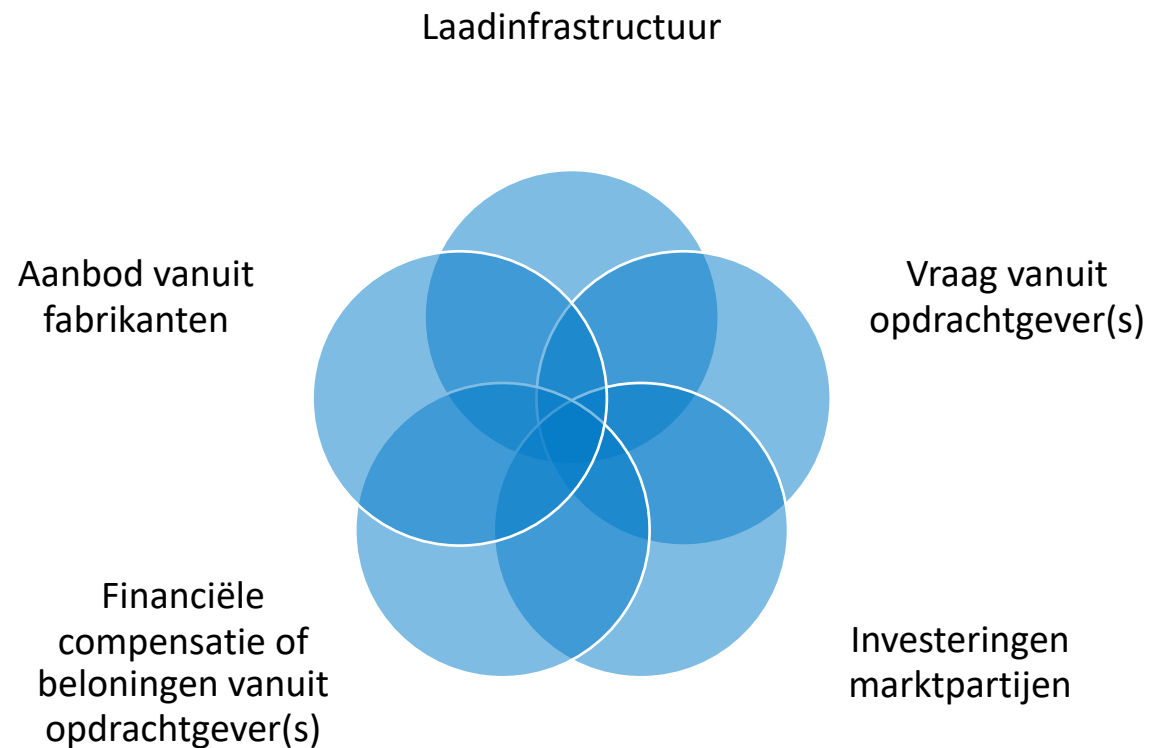 Laadinfrastructuur
Aanbod vanuit
fabrikanten
Vraag vanuit
opdrachtgever(s)
Financiële
compensatie of
beloningen vanuit
opdrachtgever(s)
Investeringen
marktpartijen